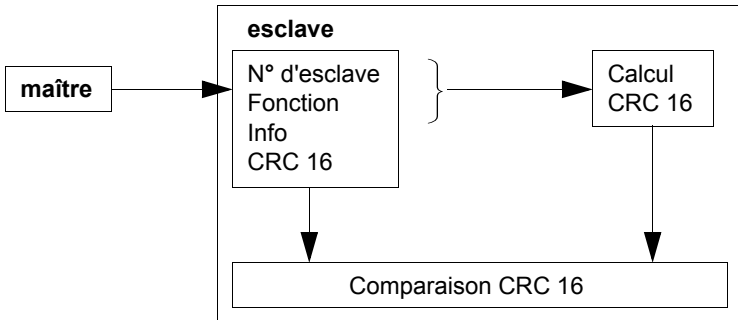 esclave
maître
N° d'esclave
Fonction
Info
CRC 16
Calcul
CRC 16
Comparaison CRC 16